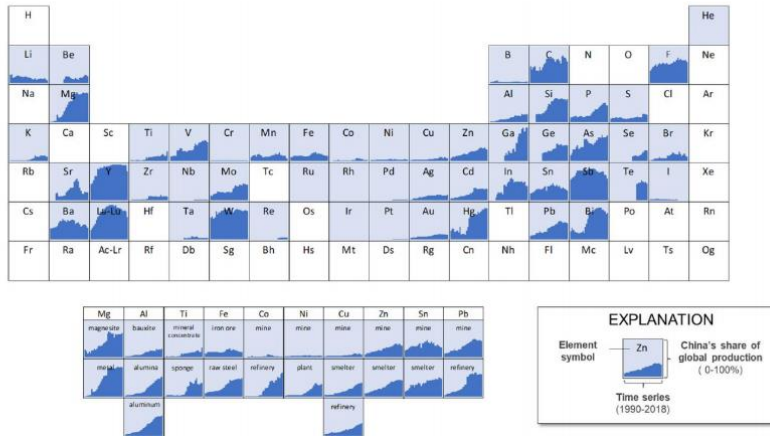 H He
Li Be B C N O F Ne
Na Mg Al Si P S Cl Ar
K Ca Sc Ti V Cr Mn Fe Co Ni Cu Zn Ga Ge As Se Br Kr
Rb Sr Y Zr Nb Mo Tc Ru Rh Pd Ag Cd In Sn Sb Te I Xe
Cs Ba La-Lu Hf Ta W Re Os Ir Pt Au Hg Tl Pb Bi Po At Rn
Fr Ra Ac-Lr Rf Db Sg Bh Hs Mt Ds Rg Cn Nh Fl Mc Lv Ts Og
Mg Al Ti Fe Co Ni Cu Zn Sn Pb
magnesite bauxite mineral concentrate iron ore mine mine mine mine mine mine
metal alumina sponge raw steel refinery plant smelter smelter smelter refinery
aluminum refinery
EXPLANATION
Element symbol
Zn
China's share of global production (0-100%)
Time series
(1990-2018)